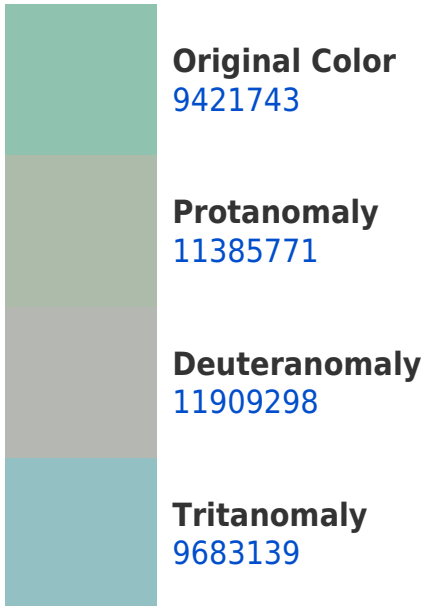 Original Color
9421743
Protanomaly
11385771
Deuteranomaly
11909298
Tritanomaly
9683139